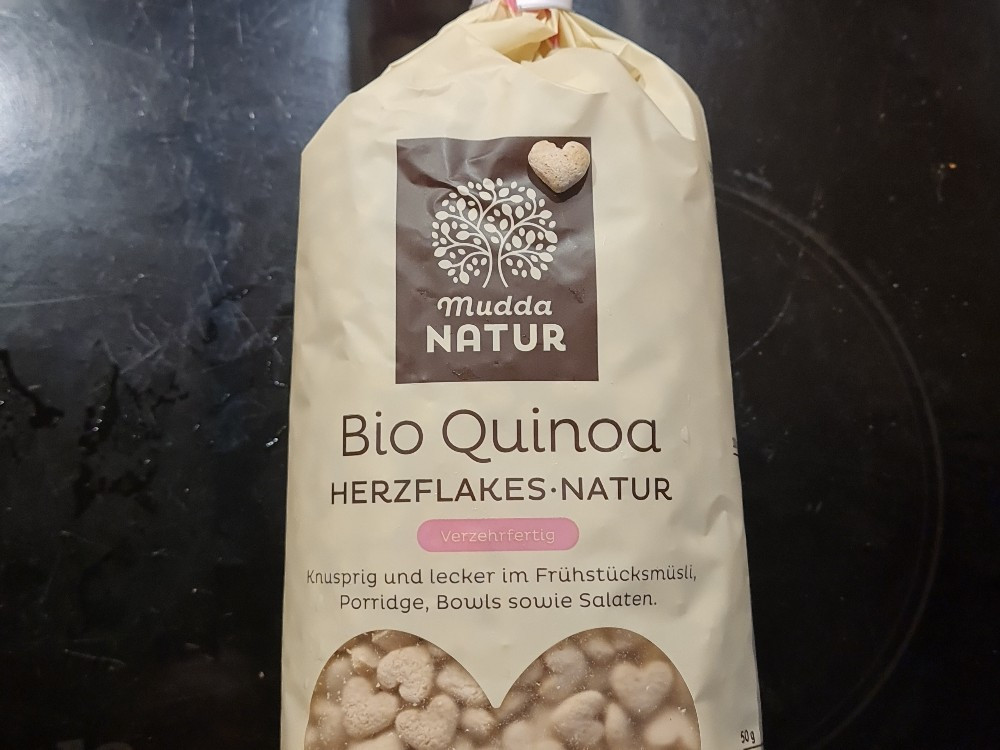 Mudda
NATUR
Bio Quinoa
HERZFLAKES·NATUR
Verzehrfertig
Knusprig und lecker im Frühstücksmüsli,
Porridge, Bowls sowie Salaten.
50 g